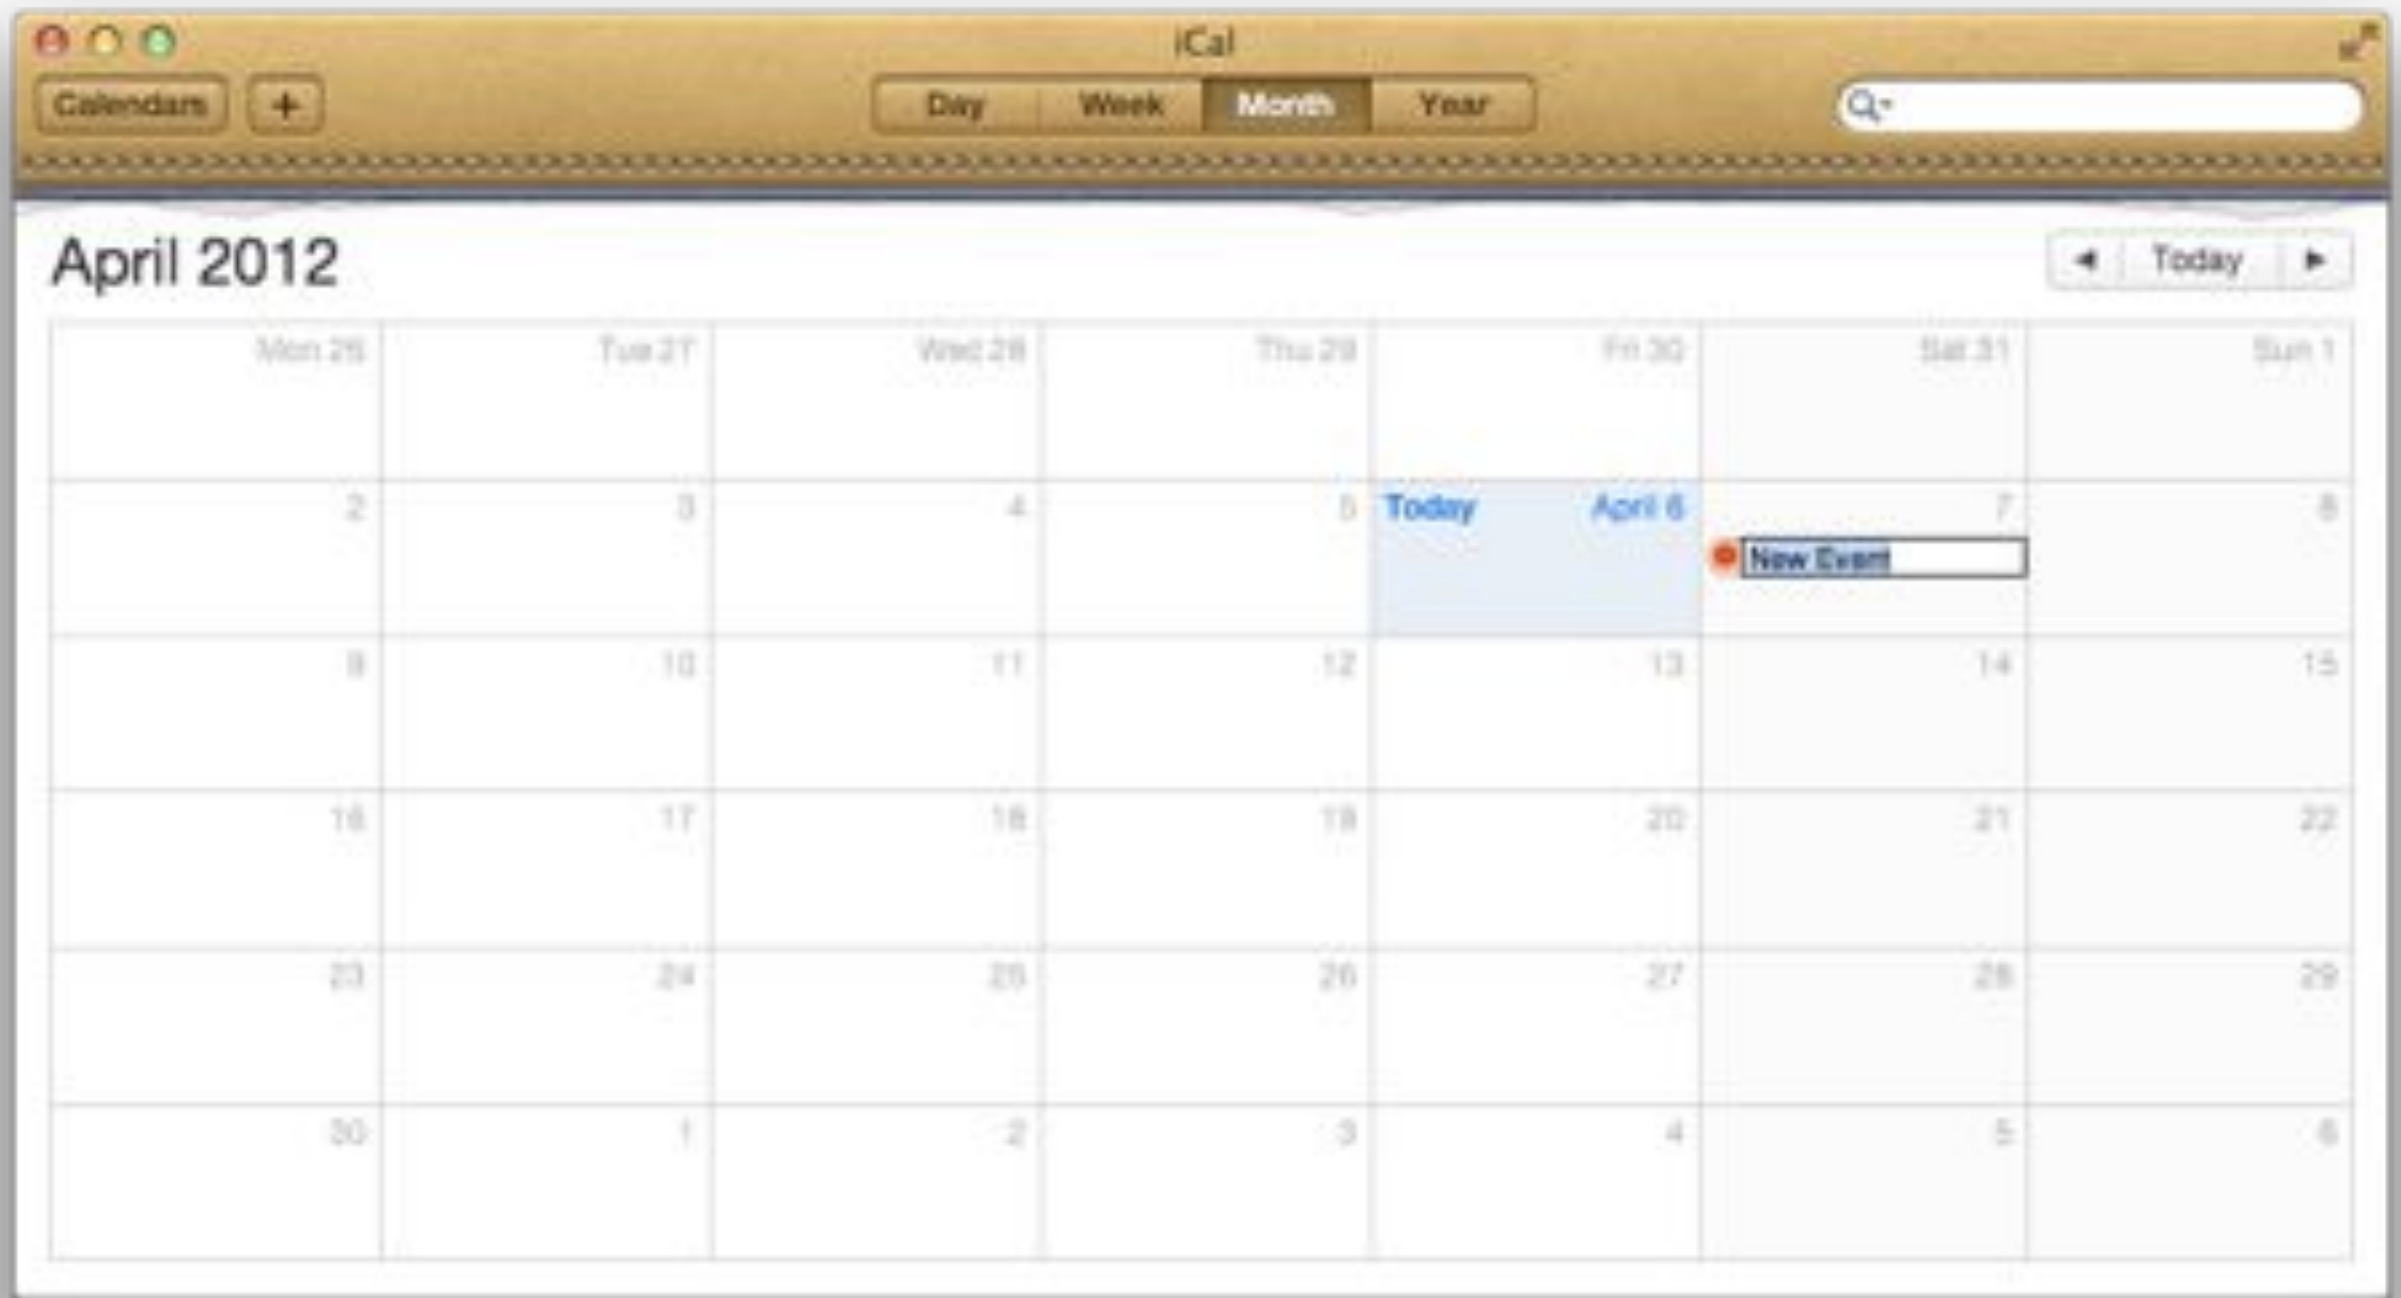 iCal
Calendars + Day Week Month Year
April 2012
Today
Mon 26 Tue 27 Wed 28 Thu 29 Fri 30 Sat 31 Sun 1
2 3 4 5 Today April 6 7 8
New Event
9 10 11 12 13 14 15
16 17 18 19 20 21 22
23 24 25 26 27 28 29
30 1 2 3 4 5 6